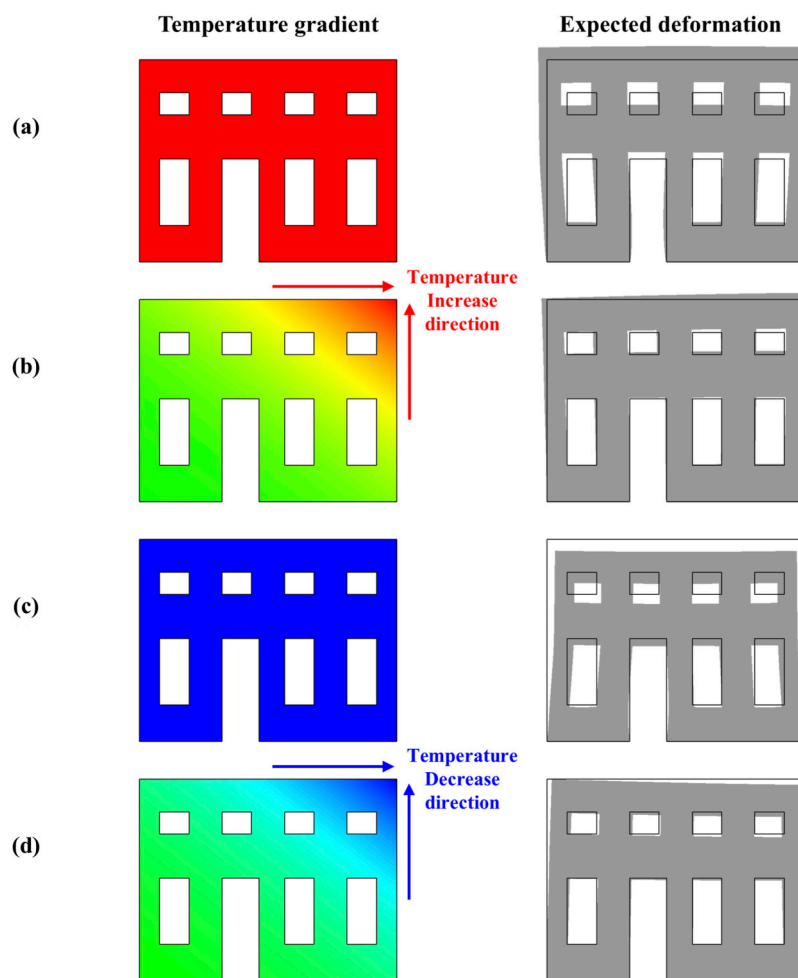 Temperature gradient
Expected deformation
(a)
Temperature
Increase
direction
(b)
(c)
Temperature
Decrease
direction
(d)